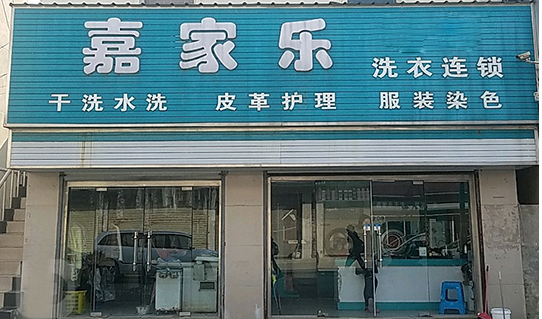 嘉家乐 洗衣连锁
干洗水洗 皮革护理 服装染色